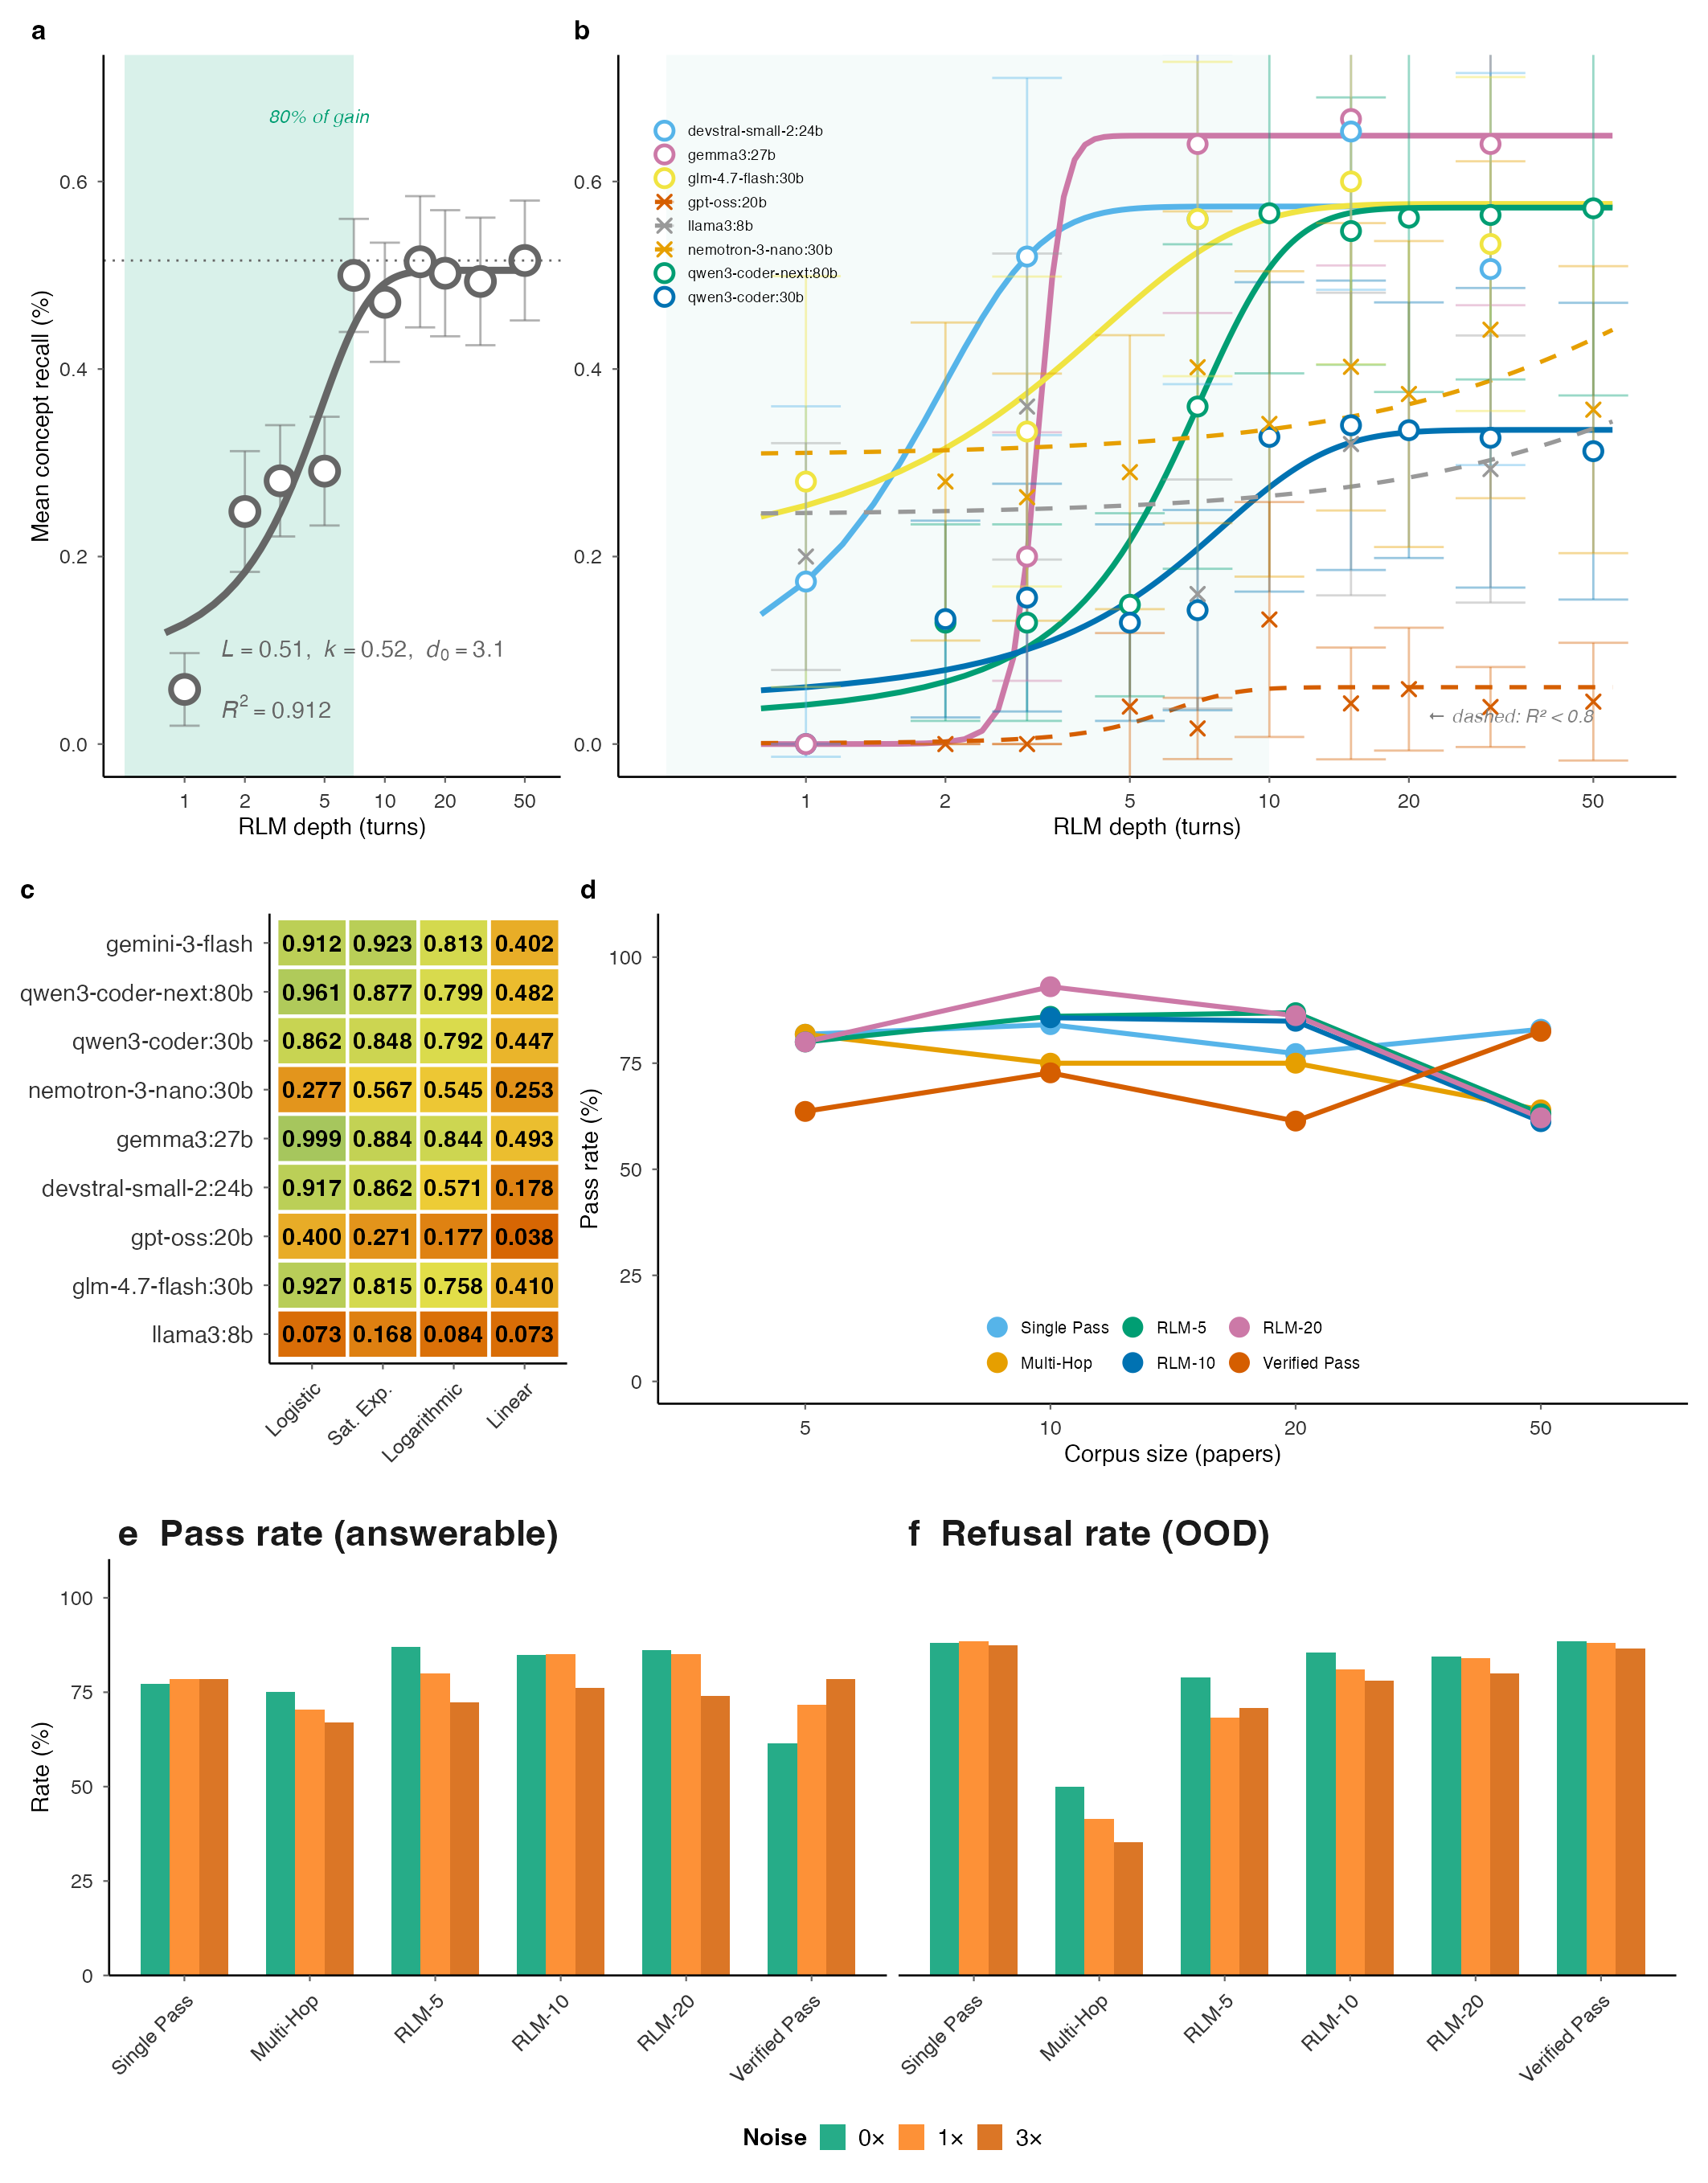 a
80% of gain
Mean concept recall (%)
0.6
0.4
0.2
0.0
L = 0.51, k = 0.52, d0 = 3.1
R² = 0.912
1 2 5 10 20 50
RLM depth (turns)
b
devstral-small-2:24b
gemma3:27b
glm-4.7-flash:30b
gpt-oss:20b
llama3:8b
nemotron-3-nano:30b
qwen3-coder-next:80b
qwen3-coder:30b
0.6
0.4
0.2
0.0
← dashed: R² < 0.8
1 2 5 10 20 50
RLM depth (turns)
c
gemini-3-flash 0.912 0.923 0.813 0.402
qwen3-coder-next:80b 0.961 0.877 0.799 0.482
qwen3-coder:30b 0.862 0.848 0.792 0.447
nemotron-3-nano:30b 0.277 0.567 0.545 0.253
gemma3:27b 0.999 0.884 0.844 0.493
devstral-small-2:24b 0.917 0.862 0.571 0.178
gpt-oss:20b 0.400 0.271 0.177 0.038
glm-4.7-flash:30b 0.927 0.815 0.758 0.410
llama3:8b 0.073 0.168 0.084 0.073
Logistic
Sat. Exp.
Logarithmic
Linear
d
Pass rate (%)
100
75
50
25
0
Single Pass RLM-5 RLM-20
Multi-Hop RLM-10 Verified Pass
5 10 20 50
Corpus size (papers)
e Pass rate (answerable)
Rate (%)
100
75
50
25
0
Single Pass
Multi-Hop
RLM-5
RLM-10
RLM-20
Verified Pass
f Refusal rate (OOD)
Single Pass
Multi-Hop
RLM-5
RLM-10
RLM-20
Verified Pass
Noise 0× 1× 3×